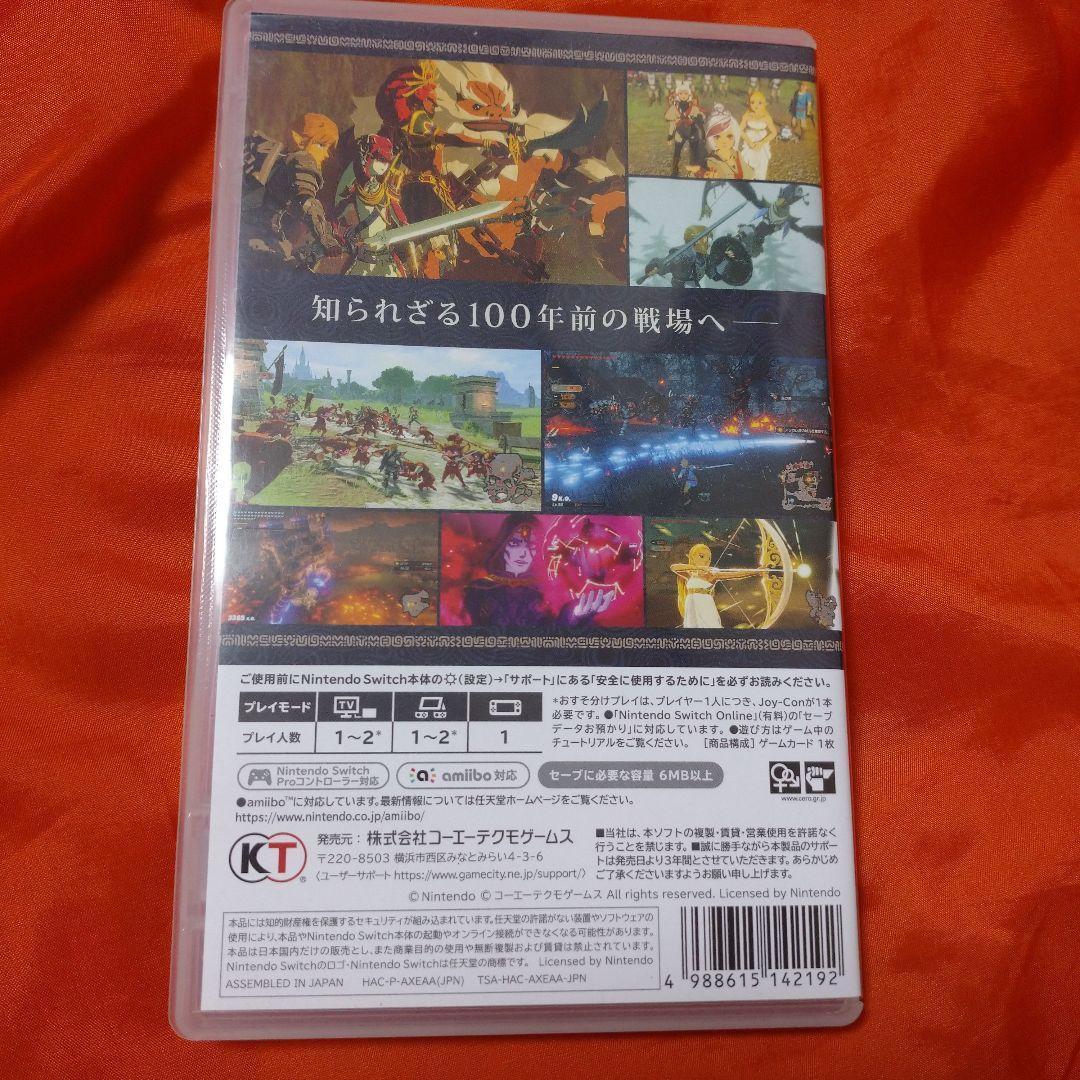 知られざる100年前の戦場へ──
9 K.O.
3385 K.O.
ご使用前にNintendo Switch本体の(設定)→「サポート」にある「安全に使用するために」を必ずお読みください。
プレイモード TV
プレイ人数 1～2* 1～2* 1
*おすそ分けプレイは、プレイヤー1人につき、Joy-Conが1本
必要です。●「Nintendo Switch Online」(有料)の「セーブ
データお預かり」に対応しています。●遊び方はゲーム中の
チュートリアルをご覧ください。 [商品構成] ゲームカード 1枚
Nintendo Switch
Proコントローラー対応
amiibo 対応
セーブに必要な容量 6MB以上
www.cero.gr.jp
●amiibo™に対応しています。最新情報については任天堂ホームページをご覧ください。
https://www.nintendo.co.jp/amiibo/
KT®
発売元: 株式会社コーエーテクモゲームス
〒220-8503 横浜市西区みなとみらい4-3-6
〈ユーザーサポート https://www.gamecity.ne.jp/support/〉
■当社は、本ソフトの複製・賃貸・営業使用を許諾なく
行うことを禁じます。■誠に勝手ながら本製品のサポート
は発売日より3年間とさせていただきます。あらかじめ
ご了承くださいますようお願い申し上げます。
© Nintendo © コーエーテクモゲームス All rights reserved. Licensed by Nintendo
本品には知的財産権を保護するセキュリティが組み込まれています。任天堂の許諾がない装置やソフトウェアの
使用により、本品やNintendo Switch本体の起動やオンライン接続ができなくなる可能性があります。
本品は日本国内だけの販売とし、また商業目的の使用や無断複製および賃貸は禁止されています。
Nintendo Switchのロゴ・Nintendo Switchは任天堂の商標です。 Licensed by Nintendo
ASSEMBLED IN JAPAN HAC-P-AXEAA(JPN) TSA-HAC-AXEAA-JPN
4 988615 142192